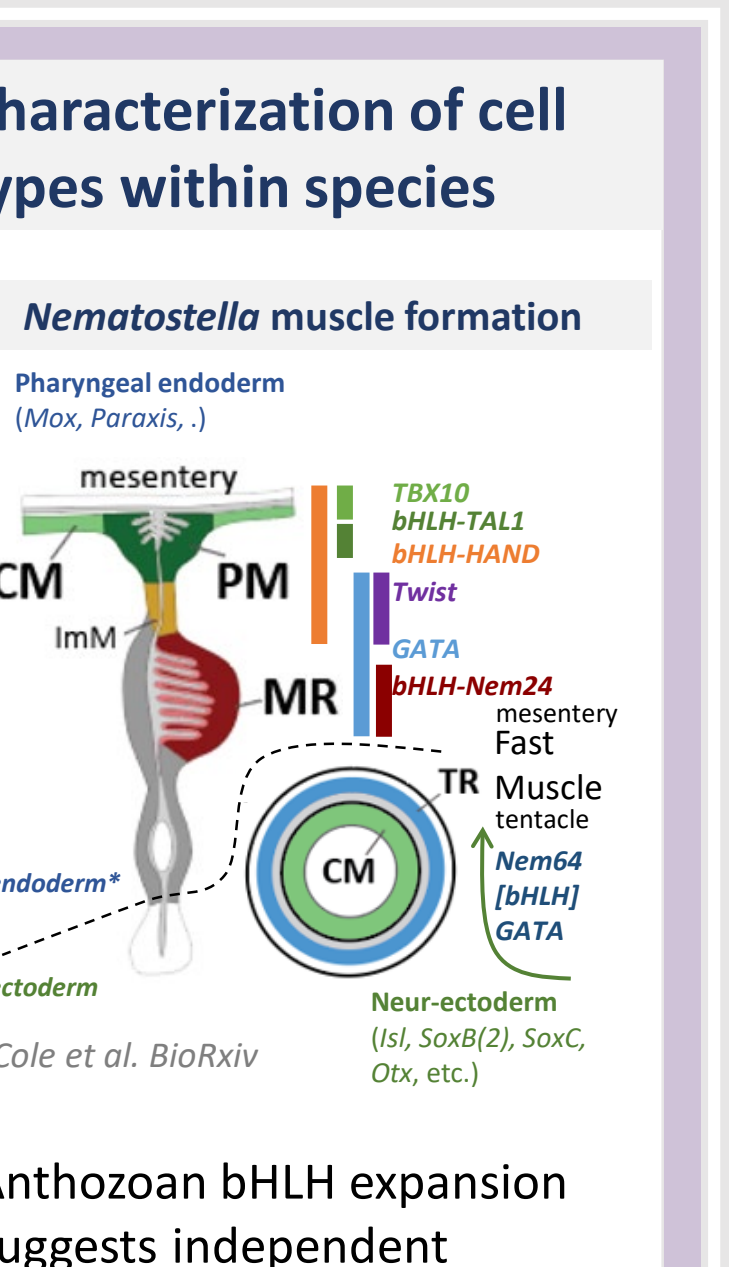 haracterization of cell
ypes within species
Nematostella muscle formation
Pharyngeal endoderm
(Mox, Paraxis, .)
mesentery
TBX10
bHLH-TAL1
bHLH-HAND
CM
PM
Twist
ImM
GATA
bHLH-Nem24
MR
mesentery
Fast
TR
Muscle
tentacle
CM
Nem64
[bHLH]
GATA
endoderm*
ectoderm
Neur-ectoderm
(Isl, SoxB(2), SoxC,
Otx, etc.)
Cole et al. BioRxiv
Anthozoan bHLH expansion
uggests independent